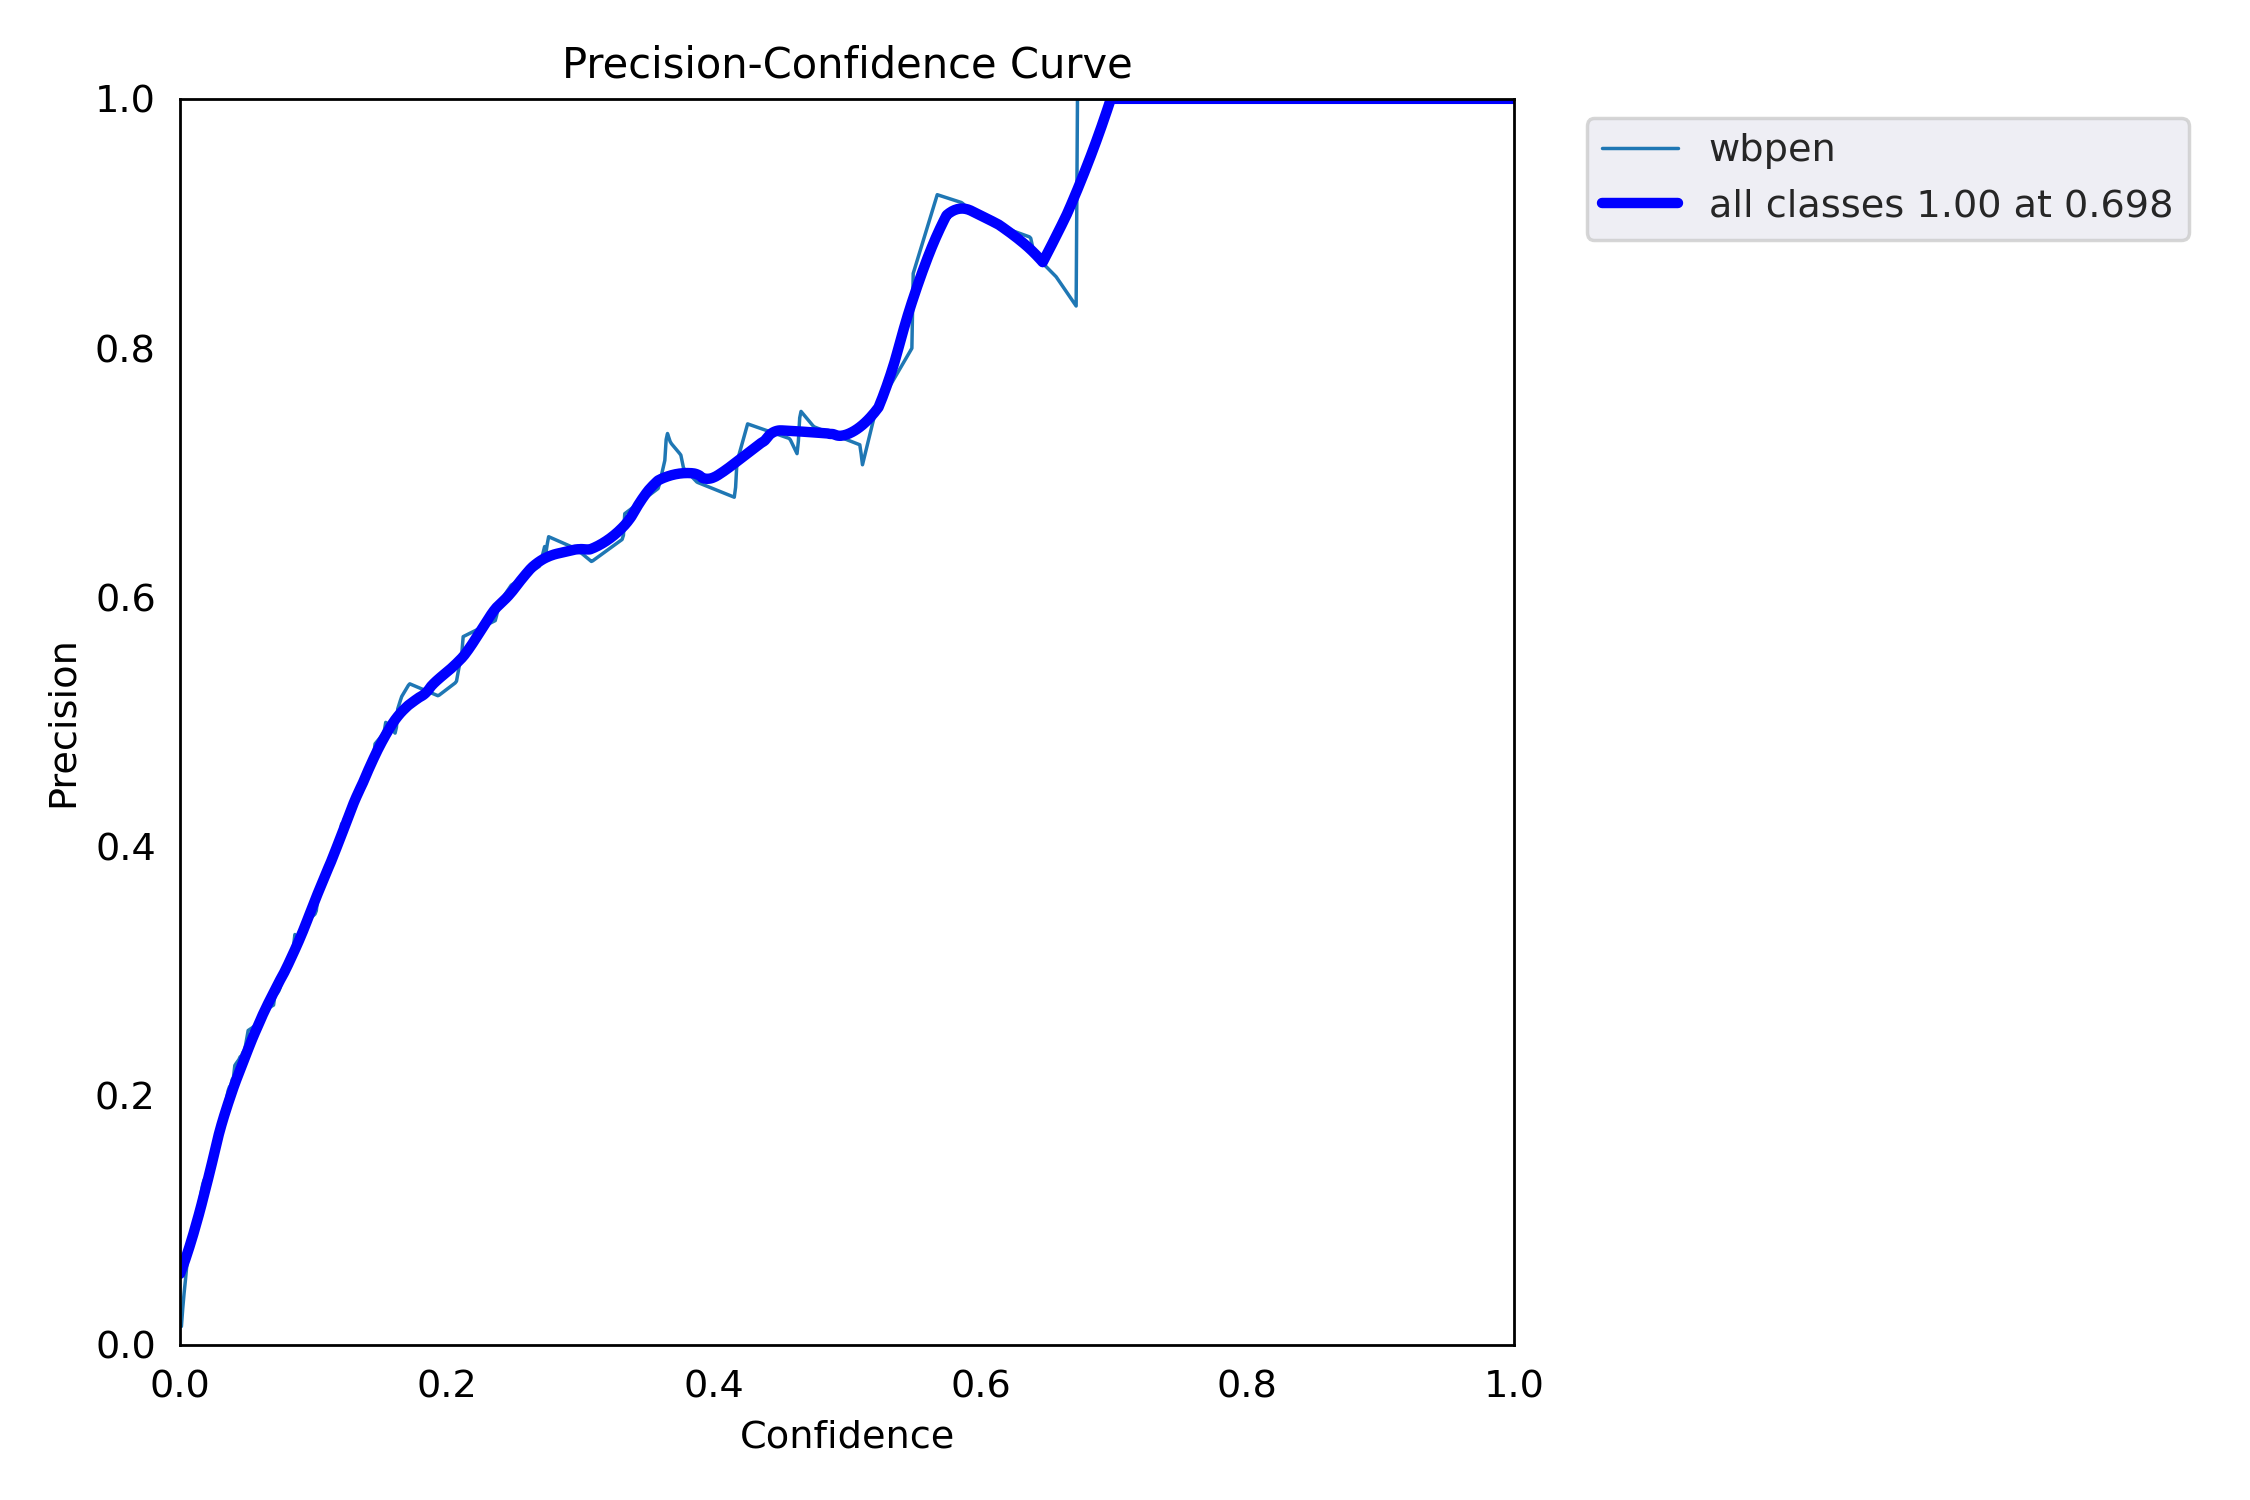 Precision-Confidence Curve
wbpen
all classes 1.00 at 0.698
Precision
1.0
0.8
0.6
0.4
0.2
0.0
0.0 0.2 0.4 0.6 0.8 1.0
Confidence